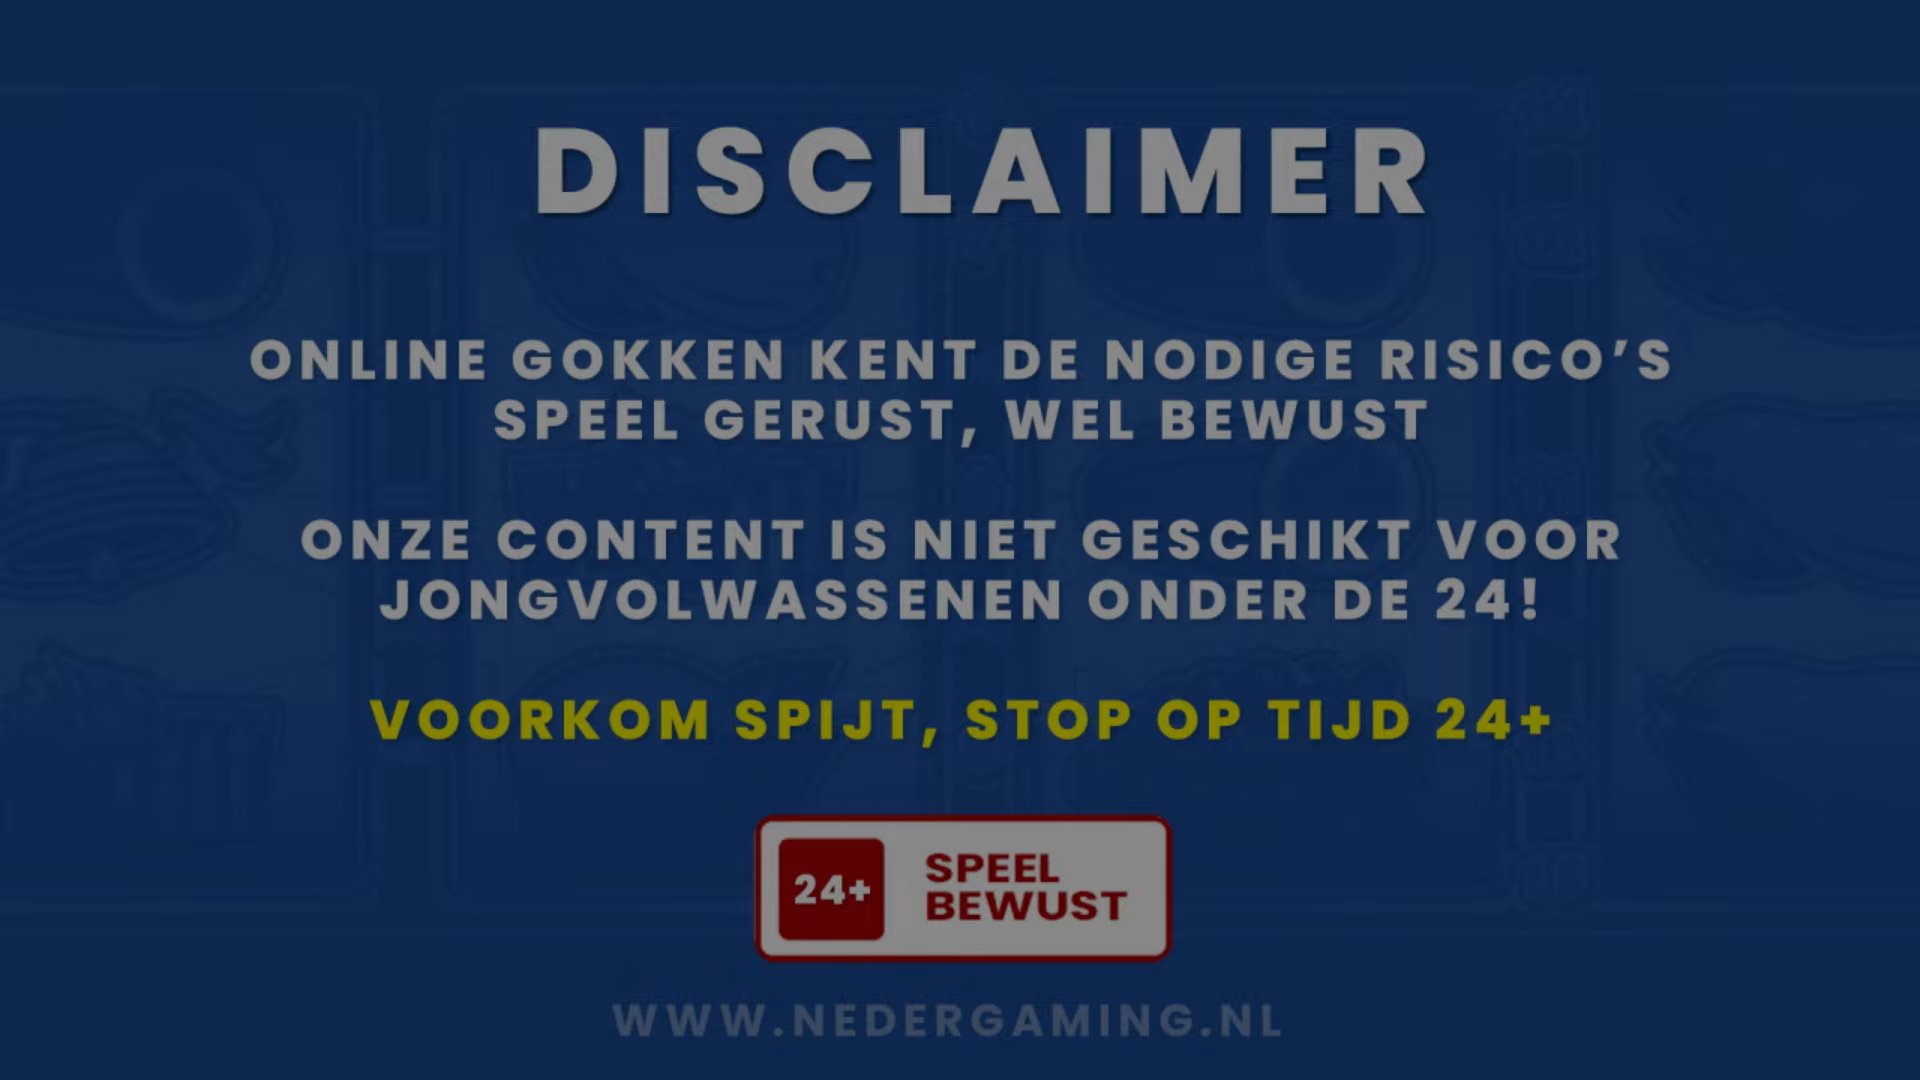 DISCLAIMER
ONLINE GOKKEN KENT DE NODIGE RISICO’S
SPEEL GERUST, WEL BEWUST
ONZE CONTENT IS NIET GESCHIKT VOOR
JONGVOLWASSENEN ONDER DE 24!
VOORKOM SPIJT, STOP OP TIJD 24+
24+
SPEEL
BEWUST
WWW.NEDERGAMING.NL